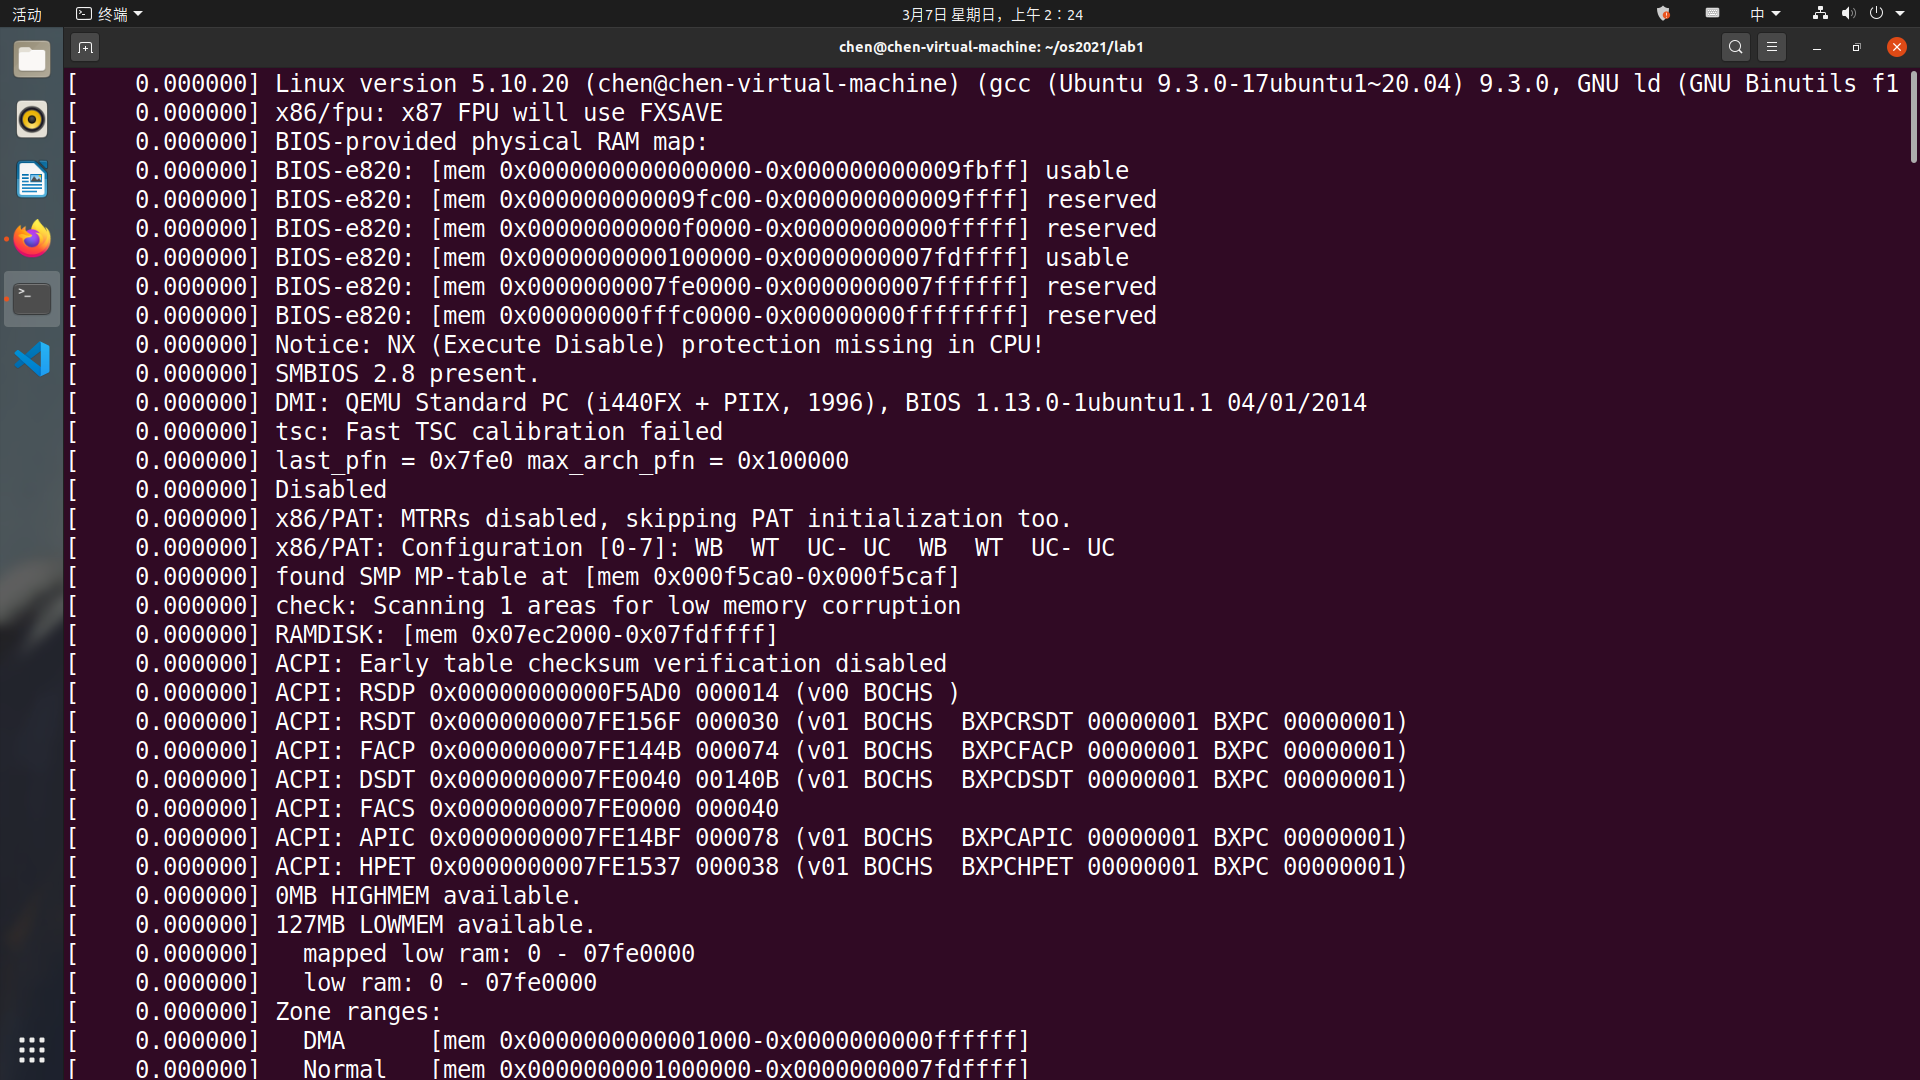 活动 终端 3月7日 星期日，上午 2：24 中
chen@chen-virtual-machine: ~/os2021/lab1
[    0.000000] Linux version 5.10.20 (chen@chen-virtual-machine) (gcc (Ubuntu 9.3.0-17ubuntu1~20.04) 9.3.0, GNU ld (GNU Binutils f1
[    0.000000] x86/fpu: x87 FPU will use FXSAVE
[    0.000000] BIOS-provided physical RAM map:
[    0.000000] BIOS-e820: [mem 0x0000000000000000-0x000000000009fbff] usable
[    0.000000] BIOS-e820: [mem 0x000000000009fc00-0x000000000009ffff] reserved
[    0.000000] BIOS-e820: [mem 0x00000000000f0000-0x00000000000fffff] reserved
[    0.000000] BIOS-e820: [mem 0x0000000000100000-0x0000000007fdffff] usable
[    0.000000] BIOS-e820: [mem 0x0000000007fe0000-0x0000000007ffffff] reserved
[    0.000000] BIOS-e820: [mem 0x00000000fffc0000-0x00000000ffffffff] reserved
[    0.000000] Notice: NX (Execute Disable) protection missing in CPU!
[    0.000000] SMBIOS 2.8 present.
[    0.000000] DMI: QEMU Standard PC (i440FX + PIIX, 1996), BIOS 1.13.0-1ubuntu1.1 04/01/2014
[    0.000000] tsc: Fast TSC calibration failed
[    0.000000] last_pfn = 0x7fe0 max_arch_pfn = 0x100000
[    0.000000] Disabled
[    0.000000] x86/PAT: MTRRs disabled, skipping PAT initialization too.
[    0.000000] x86/PAT: Configuration [0-7]: WB  WT  UC- UC  WB  WT  UC- UC
[    0.000000] found SMP MP-table at [mem 0x000f5ca0-0x000f5caf]
[    0.000000] check: Scanning 1 areas for low memory corruption
[    0.000000] RAMDISK: [mem 0x07ec2000-0x07fdffff]
[    0.000000] ACPI: Early table checksum verification disabled
[    0.000000] ACPI: RSDP 0x00000000000F5AD0 000014 (v00 BOCHS )
[    0.000000] ACPI: RSDT 0x0000000007FE156F 000030 (v01 BOCHS  BXPCRSDT 00000001 BXPC 00000001)
[    0.000000] ACPI: FACP 0x0000000007FE144B 000074 (v01 BOCHS  BXPCFACP 00000001 BXPC 00000001)
[    0.000000] ACPI: DSDT 0x0000000007FE0040 00140B (v01 BOCHS  BXPCDSDT 00000001 BXPC 00000001)
[    0.000000] ACPI: FACS 0x0000000007FE0000 000040
[    0.000000] ACPI: APIC 0x0000000007FE14BF 000078 (v01 BOCHS  BXPCAPIC 00000001 BXPC 00000001)
[    0.000000] ACPI: HPET 0x0000000007FE1537 000038 (v01 BOCHS  BXPCHPET 00000001 BXPC 00000001)
[    0.000000] 0MB HIGHMEM available.
[    0.000000] 127MB LOWMEM available.
[    0.000000]   mapped low ram: 0 - 07fe0000
[    0.000000]   low ram: 0 - 07fe0000
[    0.000000] Zone ranges:
[    0.000000]   DMA      [mem 0x0000000000001000-0x0000000000ffffff]
[    0.000000]   Normal   [mem 0x0000000001000000-0x0000000007fdffff]